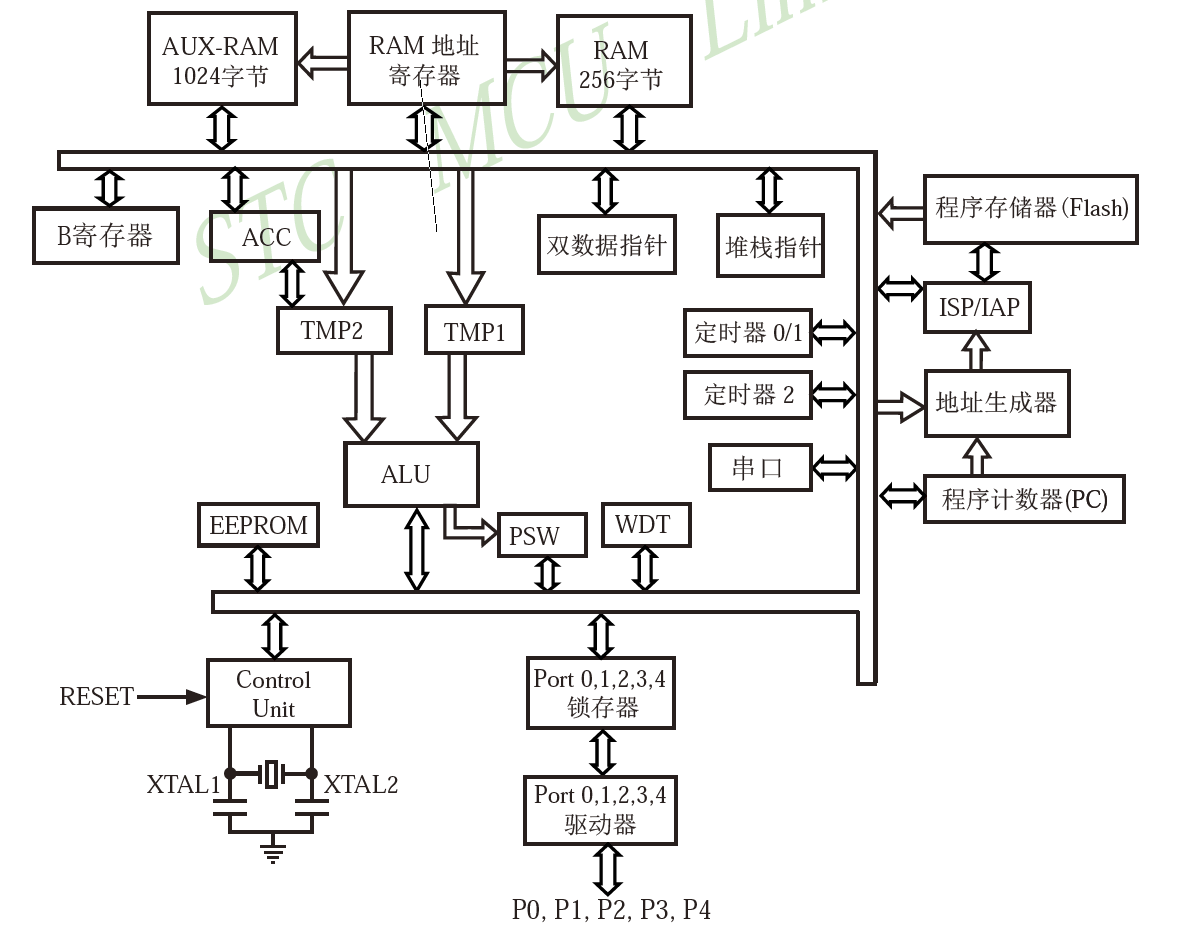 AUX-RAM
1024字节
RAM 地址
寄存器
RAM
256字节
STC MCU Lim
B寄存器
ACC
双数据指针
堆栈指针
程序存储器 (Flash)
ISP/IAP
TMP2
TMP1
定时器 0/1
定时器 2
地址生成器
串口
ALU
程序计数器(PC)
EEPROM
PSW
WDT
RESET
Control
Unit
Port 0,1,2,3,4
锁存器
XTAL1
XTAL2
Port 0,1,2,3,4
驱动器
P0, P1, P2, P3, P4